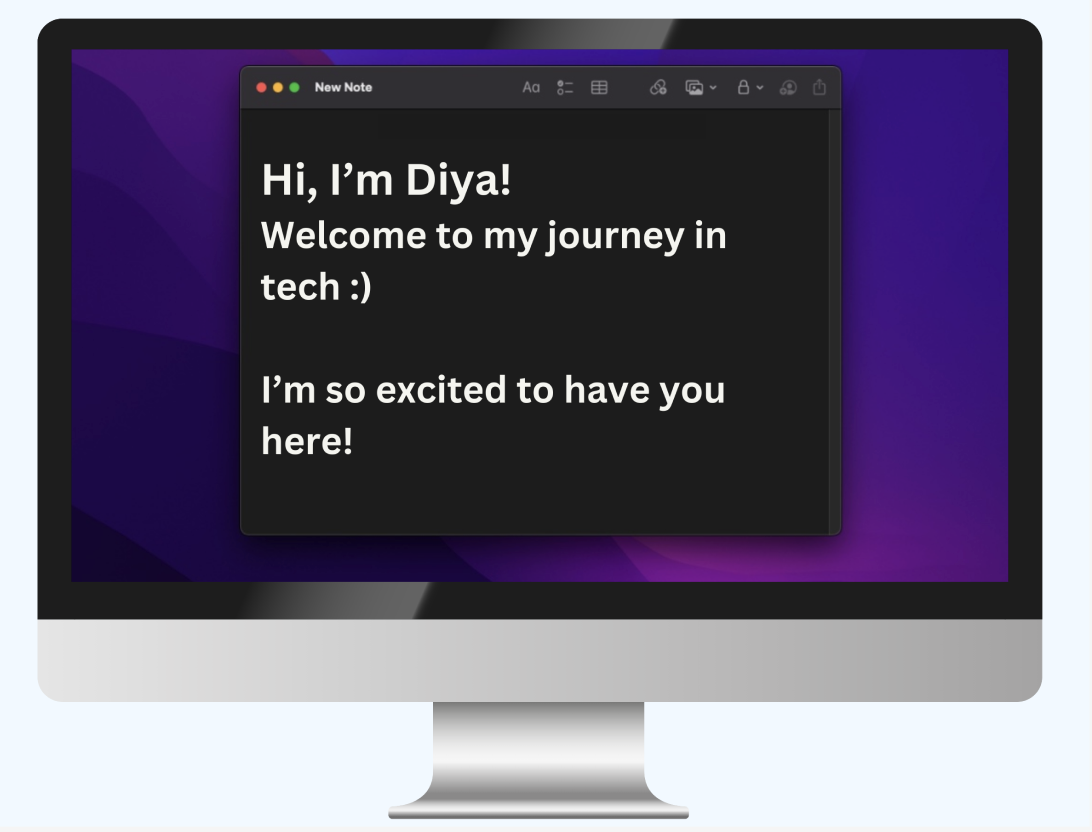 New Note
Aa
Hi, I’m Diya!
Welcome to my journey in
tech :)
I’m so excited to have you
here!